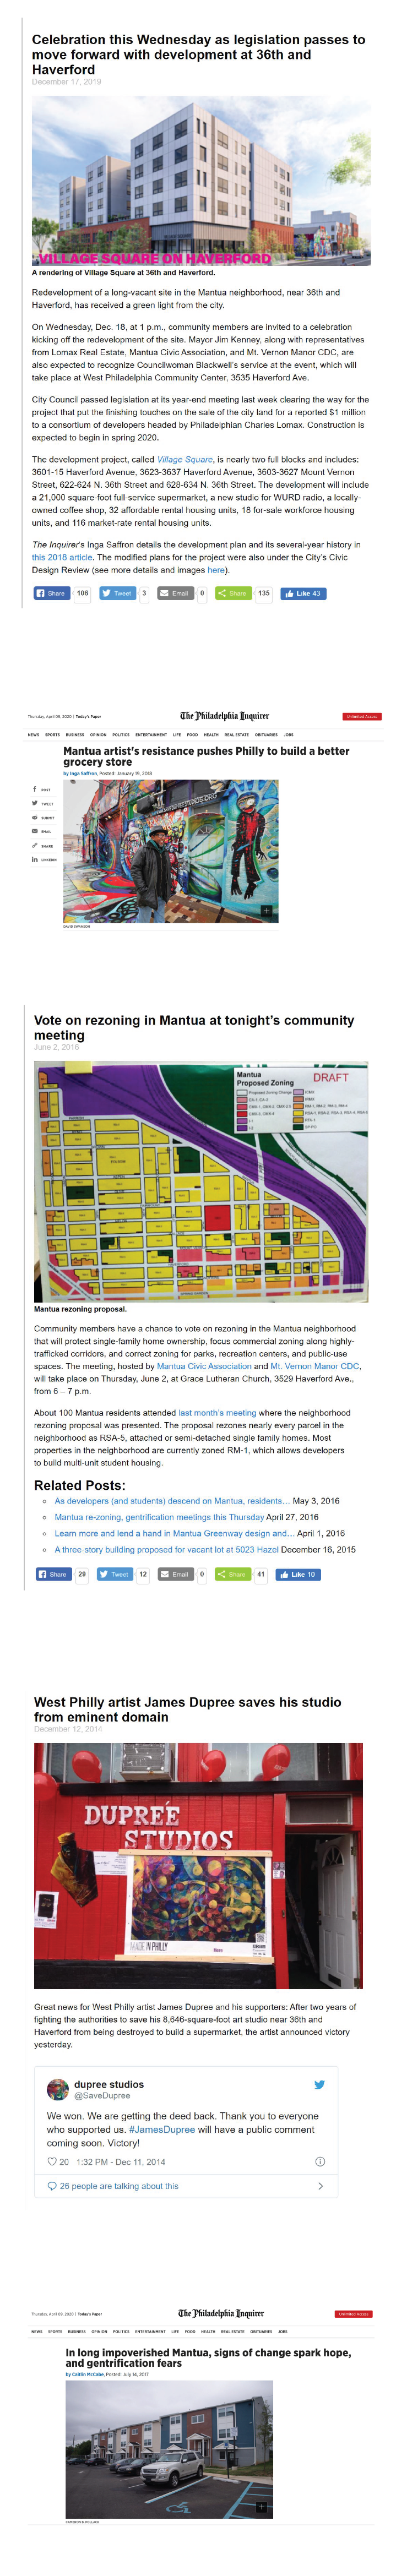 Celebration this Wednesday as legislation passes to
move forward with development at 36th and
Haverford
December 17, 2019
VILLAGE SQUARE ON HAVERFORD
A rendering of Village Square at 36th and Haverford.
Redevelopment of a long-vacant site in the Mantua neighborhood, near 36th and
Haverford, has received a green light from the city.
On Wednesday, Dec. 18, at 1 p.m., community members are invited to a celebration
kicking off the redevelopment of the site. Mayor Jim Kenney, along with representatives
from Lomax Real Estate, Mantua Civic Association, and Mt. Vernon Manor CDC, are
also expected to recognize Councilwoman Blackwell's service at the event, which will
take place at West Philadelphia Community Center, 3535 Haverford Ave.
City Council passed legislation at its year-end meeting last week clearing the way for the
project that put the finishing touches on the sale of the city land for a reported $1 million
to a consortium of developers headed by Philadelphian Charles Lomax. Construction is
expected to begin in spring 2020.
The development project, called Village Square, is nearly two full blocks and includes:
3601-15 Haverford Avenue, 3623-3637 Haverford Avenue, 3603-3627 Mount Vernon
Street, 622-624 N. 36th Street and 628-634 N. 36th Street. The development will include
a 21,000 square-foot full-service supermarket, a new studio for WURD radio, a locally-
owned coffee shop, 32 affordable rental housing units, 18 for-sale workforce housing
units, and 116 market-rate rental housing units.
The Inquirer's Inga Saffron details the development plan and its several-year history in
this 2018 article. The modified plans for the project were also under the City's Civic
Design Review (see more details and images here).
Share 106 Tweet 3 Email 0 Share 135 Like 43
Thursday, April 09, 2020 | Today's Paper
The Philadelphia Inquirer
Unlimited Access
NEWS SPORTS BUSINESS OPINION POLITICS ENTERTAINMENT LIFE FOOD HEALTH REAL ESTATE OBITUARIES JOBS
Mantua artist's resistance pushes Philly to build a better
grocery store
by Inga Saffron, Posted: January 19, 2018
POST
TWEET
SUBMIT
EMAIL
SHARE
LINKEDIN
DAVID SWANSON
Vote on rezoning in Mantua at tonight's community
meeting
June 2, 2016
Mantua
Proposed Zoning
DRAFT
Mantua rezoning proposal.
Community members have a chance to vote on rezoning in the Mantua neighborhood
that will protect single-family home ownership, focus commercial zoning along highly-
trafficked corridors, and correct zoning for parks, recreation centers, and public-use
spaces. The meeting, hosted by Mantua Civic Association and Mt. Vernon Manor CDC,
will take place on Thursday, June 2, at Grace Lutheran Church, 3529 Haverford Ave.,
from 6 – 7 p.m.
About 100 Mantua residents attended last month's meeting where the neighborhood
rezoning proposal was presented. The proposal rezones nearly every parcel in the
neighborhood as RSA-5, attached or semi-detached single family homes. Most
properties in the neighborhood are currently zoned RM-1, which allows developers
to build multi-unit student housing.
Related Posts:
As developers (and students) descend on Mantua, residents… May 3, 2016
Mantua re-zoning, gentrification meetings this Thursday April 27, 2016
Learn more and lend a hand in Mantua Greenway design and… April 1, 2016
A three-story building proposed for vacant lot at 5023 Hazel December 16, 2015
Share 28 Tweet 12 Email 0 Share 41 Like 10
West Philly artist James Dupree saves his studio
from eminent domain
December 12, 2014
DUPREÉ
STUDIOS
MADE IN PHILLY
Here
Great news for West Philly artist James Dupree and his supporters: After two years of
fighting the authorities to save his 8,646-square-foot art studio near 36th and
Haverford from being destroyed to build a supermarket, the artist announced victory
yesterday.
dupree studios
@SaveDupree
We won. We are getting the deed back. Thank you to everyone
who supported us. #JamesDupree will have a public comment
coming soon. Victory!
20 1:32 PM - Dec 11, 2014
26 people are talking about this
Thursday, April 09, 2020 | Today's Paper
The Philadelphia Inquirer
Unlimited Access
NEWS SPORTS BUSINESS OPINION POLITICS ENTERTAINMENT LIFE FOOD HEALTH REAL ESTATE OBITUARIES JOBS
In long impoverished Mantua, signs of change spark hope,
and gentrification fears
by Caitlin McCabe, Posted: July 14, 2017
CAMERON B. POLLACK